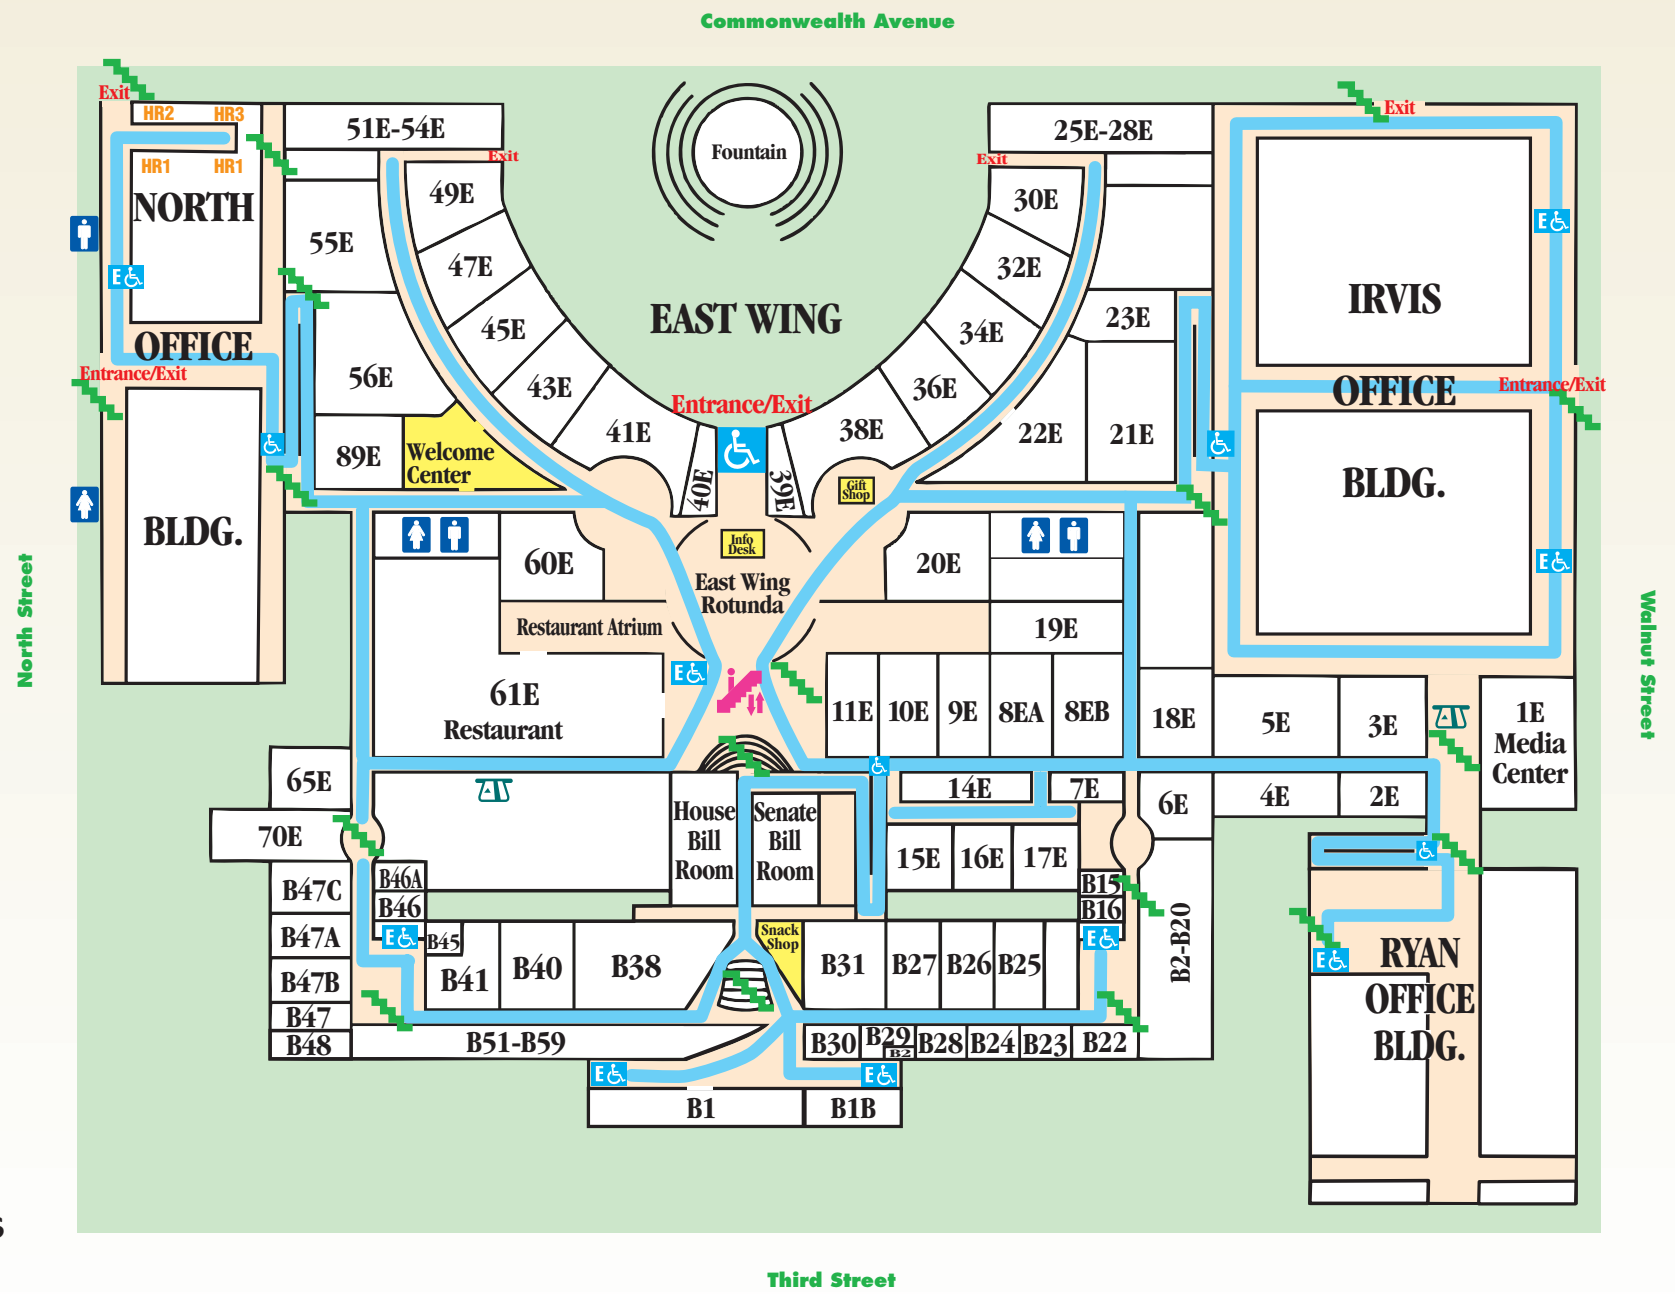 Commonwealth Avenue
Exit
HR2
HR3
HR1
HR1
NORTH
OFFICE
Entrance/Exit
BLDG.
E
51E-54E
Exit
49E
55E
47E
45E
56E
43E
41E
89E
Welcome
Center
40E
Fountain
EAST WING
Entrance/Exit
39E
38E
Gift
Shop
25E-28E
Exit
30E
32E
34E
36E
23E
22E
21E
Exit
IRVIS
OFFICE
Entrance/Exit
BLDG.
E
E
North Street
Walnut Street
60E
Info
Desk
East Wing
Rotunda
Restaurant Atrium
E
61E
Restaurant
20E
19E
11E
10E
9E
8EA
8EB
18E
5E
3E
1E
Media
Center
65E
70E
House
Bill
Room
Senate
Bill
Room
14E
7E
6E
4E
2E
15E
16E
17E
B47C
B46A
B46
B15
B16
E
B47A
B47B
B47
B48
E
B45
B41
B40
B38
Snack
Shop
B31
B27
B26
B25
B2-B20
B51-B59
B30
B29
B2
B28
B24
B23
B22
E
E
B1
B1B
E
RYAN
OFFICE
BLDG.
Third Street